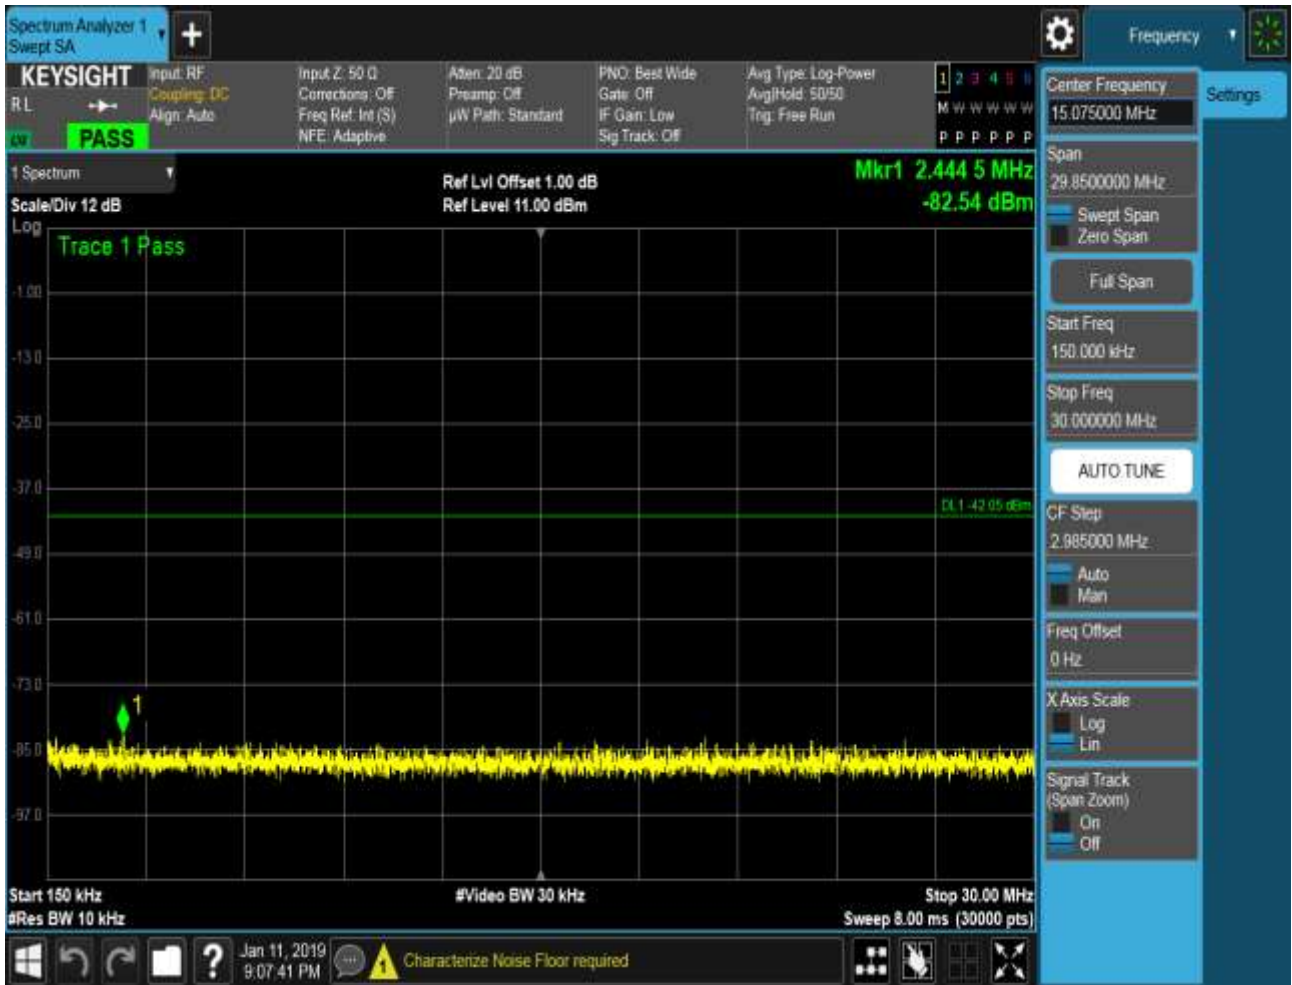 Spectrum Analyzer 1
Swept SA
Frequency
KEYSIGHT
R L
PASS
Input: RF
Coupling: DC
Align: Auto
Input Z: 50 Ω
Corrections: Off
Freq Ref: Int (S)
NFE: Adaptive
Atten: 20 dB
Preamp: Off
µW Path: Standard
PNO: Best Wide
Gate: Off
IF Gain: Low
Sig Track: Off
Avg Type: Log-Power
Avg|Hold: 50/50
Trig: Free Run
1 2 3 4 5 6
M W W W W W
P P P P P P
1 Spectrum
Scale/Div 12 dB
Ref Lvl Offset 1.00 dB
Ref Level 11.00 dBm
Mkr1 2.444 5 MHz
-82.54 dBm
Log
Trace 1 Pass
-1.00
-13.0
-25.0
-37.0
DL1 -42.05 dBm
-49.0
-61.0
-73.0
1
-85.0
-97.0
Start 150 kHz
#Res BW 10 kHz
#Video BW 30 kHz
Stop 30.00 MHz
Sweep 8.00 ms (30000 pts)
Center Frequency
15.075000 MHz
Settings
Span
29.8500000 MHz
Swept Span
Zero Span
Full Span
Start Freq
150.000 kHz
Stop Freq
30.000000 MHz
AUTO TUNE
CF Step
2.985000 MHz
Auto
Man
Freq Offset
0 Hz
X Axis Scale
Log
Lin
Signal Track
(Span Zoom)
On
Off
?
Jan 11, 2019
9:07:41 PM
1
Characterize Noise Floor required